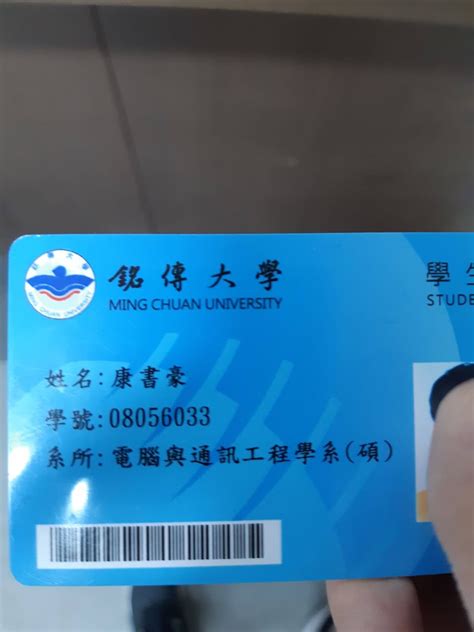 銘傳大學
MING CHUAN UNIVERSITY
學生
STUDE
姓名:康書豪
學號:08056033
系所:電腦與通訊工程學系(碩)